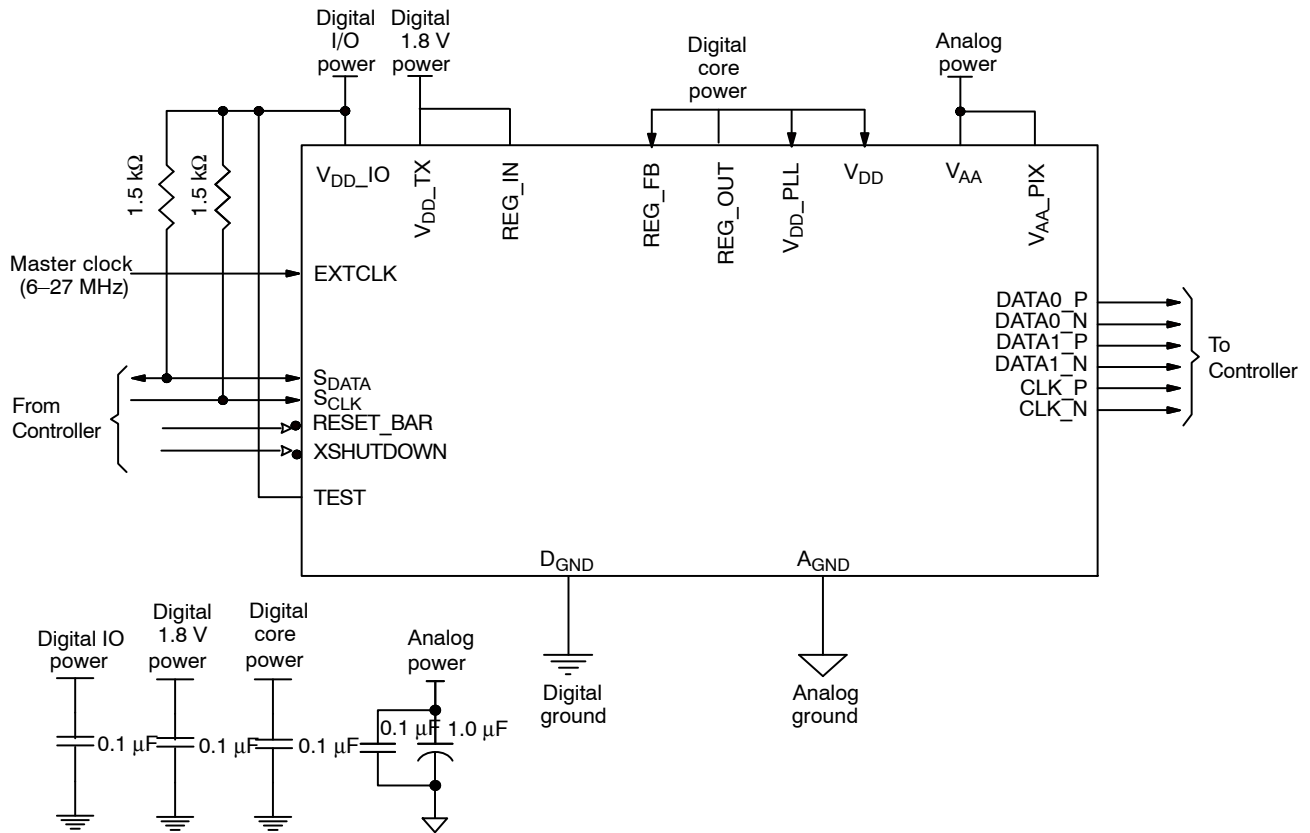 Digital
I/O
power
Digital
1.8 V
power
Digital
core
power
Analog
power
1.5 kΩ
1.5 kΩ
VDD_IO
VDD_TX
REG_IN
REG_FB
REG_OUT
VDD_PLL
VDD
VAA
VAA_PIX
Master clock
(6–27 MHz)
EXTCLK
From
Controller
SDATA
SCLK
RESET_BAR
XSHUTDOWN
TEST
DATA0_P
DATA0_N
DATA1_P
DATA1_N
CLK_P
CLK_N
To
Controller
DGND
AGND
Digital
ground
Analog
ground
Digital IO
power
Digital
1.8 V
power
Digital
core
power
Analog
power
0.1 μF
0.1 μF
0.1 μF
0.1 μF
1.0 μF